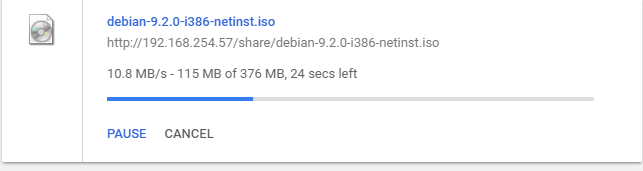 debian-9.2.0-i386-netinst.iso
http://192.168.254.57/share/debian-9.2.0-i386-netinst.iso
10.8 MB/s - 115 MB of 376 MB, 24 secs left
PAUSE CANCEL